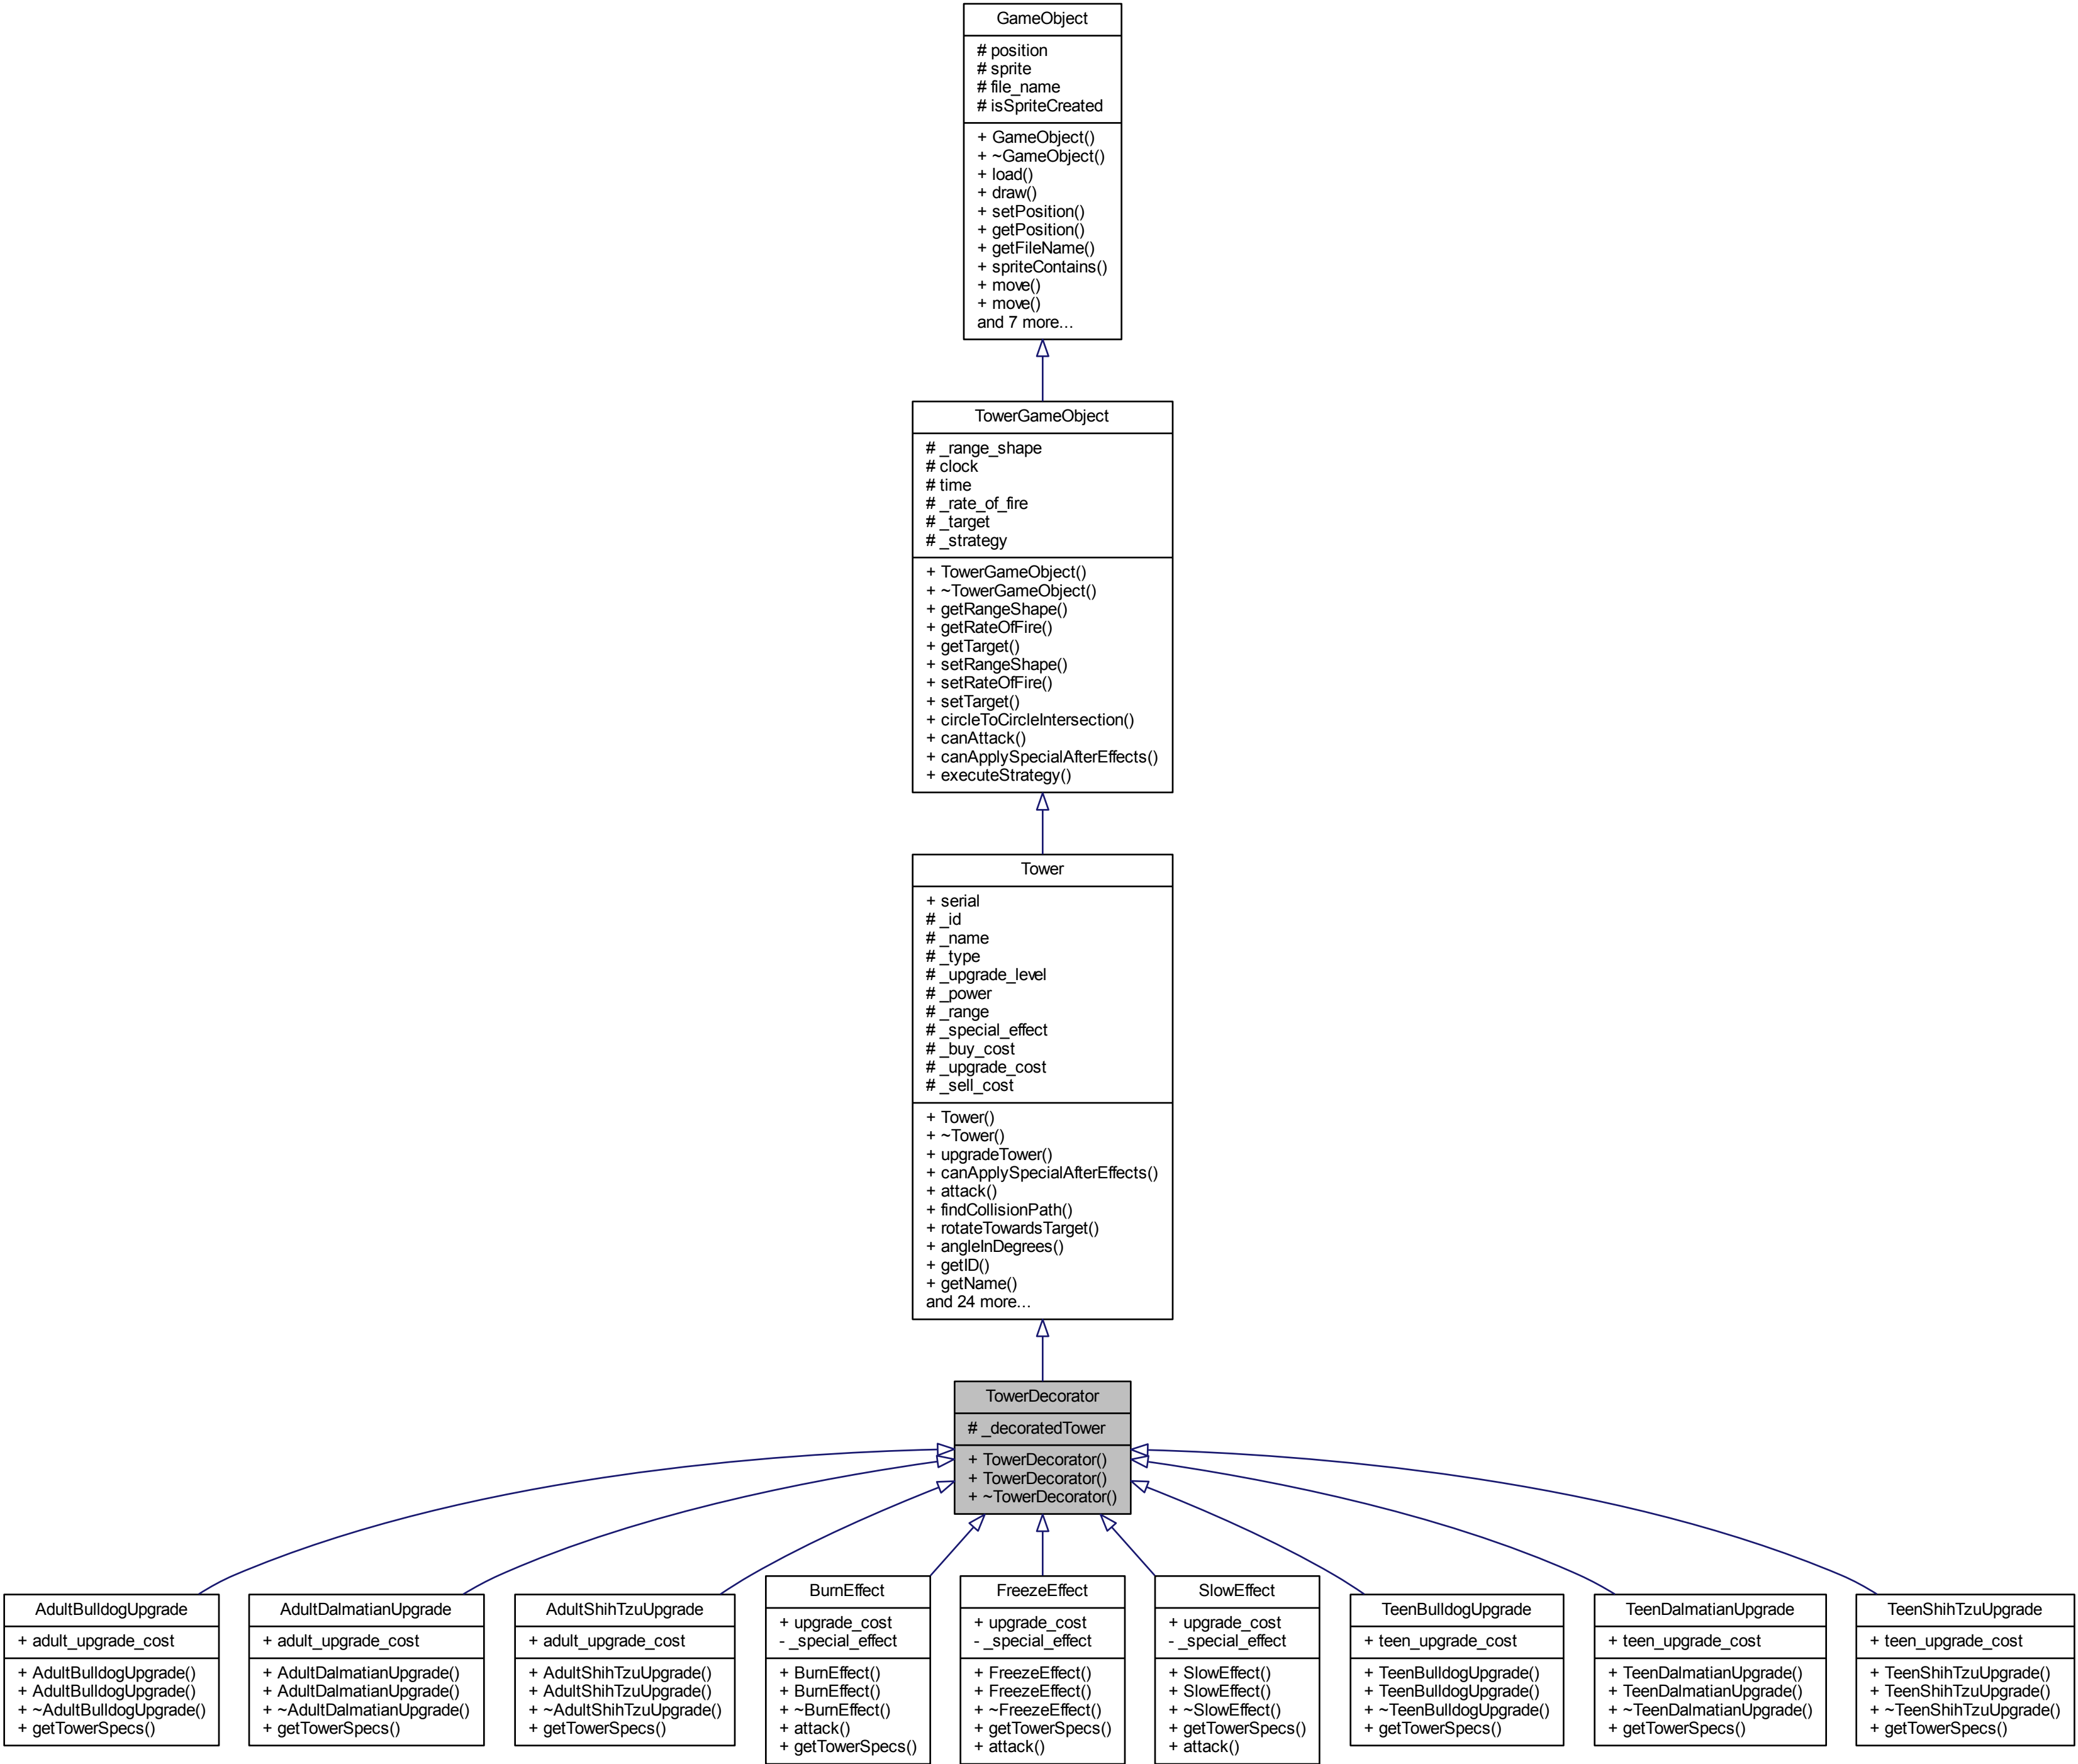 GameObject
# position
# sprite
# file_name
# isSpriteCreated
+ GameObject()
+ ~GameObject()
+ load()
+ draw()
+ setPosition()
+ getPosition()
+ getFileName()
+ spriteContains()
+ move()
+ move()
and 7 more...
TowerGameObject
# _range_shape
# clock
# time
# _rate_of_fire
# _target
# _strategy
+ TowerGameObject()
+ ~TowerGameObject()
+ getRangeShape()
+ getRateOfFire()
+ getTarget()
+ setRangeShape()
+ setRateOfFire()
+ setTarget()
+ circleToCircleIntersection()
+ canAttack()
+ canApplySpecialAfterEffects()
+ executeStrategy()
Tower
+ serial
# _id
# _name
# _type
# _upgrade_level
# _power
# _range
# _special_effect
# _buy_cost
# _upgrade_cost
# _sell_cost
+ Tower()
+ ~Tower()
+ upgradeTower()
+ canApplySpecialAfterEffects()
+ attack()
+ findCollisionPath()
+ rotateTowardsTarget()
+ angleInDegrees()
+ getID()
+ getName()
and 24 more...
TowerDecorator
# _decoratedTower
+ TowerDecorator()
+ TowerDecorator()
+ ~TowerDecorator()
AdultBulldogUpgrade
+ adult_upgrade_cost
+ AdultBulldogUpgrade()
+ AdultBulldogUpgrade()
+ ~AdultBulldogUpgrade()
+ getTowerSpecs()
AdultDalmatianUpgrade
+ adult_upgrade_cost
+ AdultDalmatianUpgrade()
+ AdultDalmatianUpgrade()
+ ~AdultDalmatianUpgrade()
+ getTowerSpecs()
AdultShihTzuUpgrade
+ adult_upgrade_cost
+ AdultShihTzuUpgrade()
+ AdultShihTzuUpgrade()
+ ~AdultShihTzuUpgrade()
+ getTowerSpecs()
BurnEffect
+ upgrade_cost
- _special_effect
+ BurnEffect()
+ BurnEffect()
+ ~BurnEffect()
+ attack()
+ getTowerSpecs()
FreezeEffect
+ upgrade_cost
- _special_effect
+ FreezeEffect()
+ FreezeEffect()
+ ~FreezeEffect()
+ getTowerSpecs()
+ attack()
SlowEffect
+ upgrade_cost
- _special_effect
+ SlowEffect()
+ SlowEffect()
+ ~SlowEffect()
+ getTowerSpecs()
+ attack()
TeenBulldogUpgrade
+ teen_upgrade_cost
+ TeenBulldogUpgrade()
+ TeenBulldogUpgrade()
+ ~TeenBulldogUpgrade()
+ getTowerSpecs()
TeenDalmatianUpgrade
+ teen_upgrade_cost
+ TeenDalmatianUpgrade()
+ TeenDalmatianUpgrade()
+ ~TeenDalmatianUpgrade()
+ getTowerSpecs()
TeenShihTzuUpgrade
+ teen_upgrade_cost
+ TeenShihTzuUpgrade()
+ TeenShihTzuUpgrade()
+ ~TeenShihTzuUpgrade()
+ getTowerSpecs()